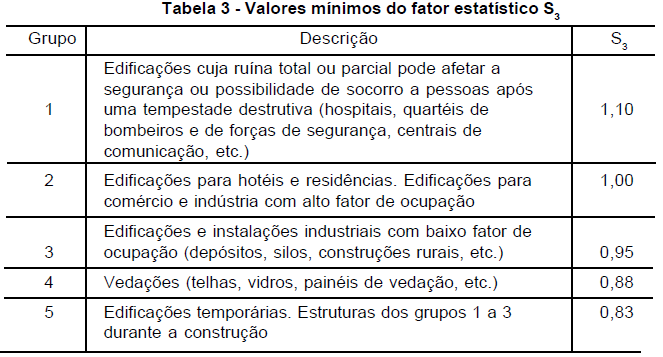 Tabela 3 - Valores mínimos do fator estatístico S3
Grupo Descrição S3
Edificações cuja ruína total ou parcial pode afetar a
segurança ou possibilidade de socorro a pessoas após
1 uma tempestade destrutiva (hospitais, quartéis de 1,10
bombeiros e de forças de segurança, centrais de
comunicação, etc.)
2 Edificações para hotéis e residências. Edificações para 1,00
comércio e indústria com alto fator de ocupação
Edificações e instalações industriais com baixo fator de
3 ocupação (depósitos, silos, construções rurais, etc.) 0,95
4 Vedações (telhas, vidros, painéis de vedação, etc.) 0,88
5 Edificações temporárias. Estruturas dos grupos 1 a 3 0,83
durante a construção